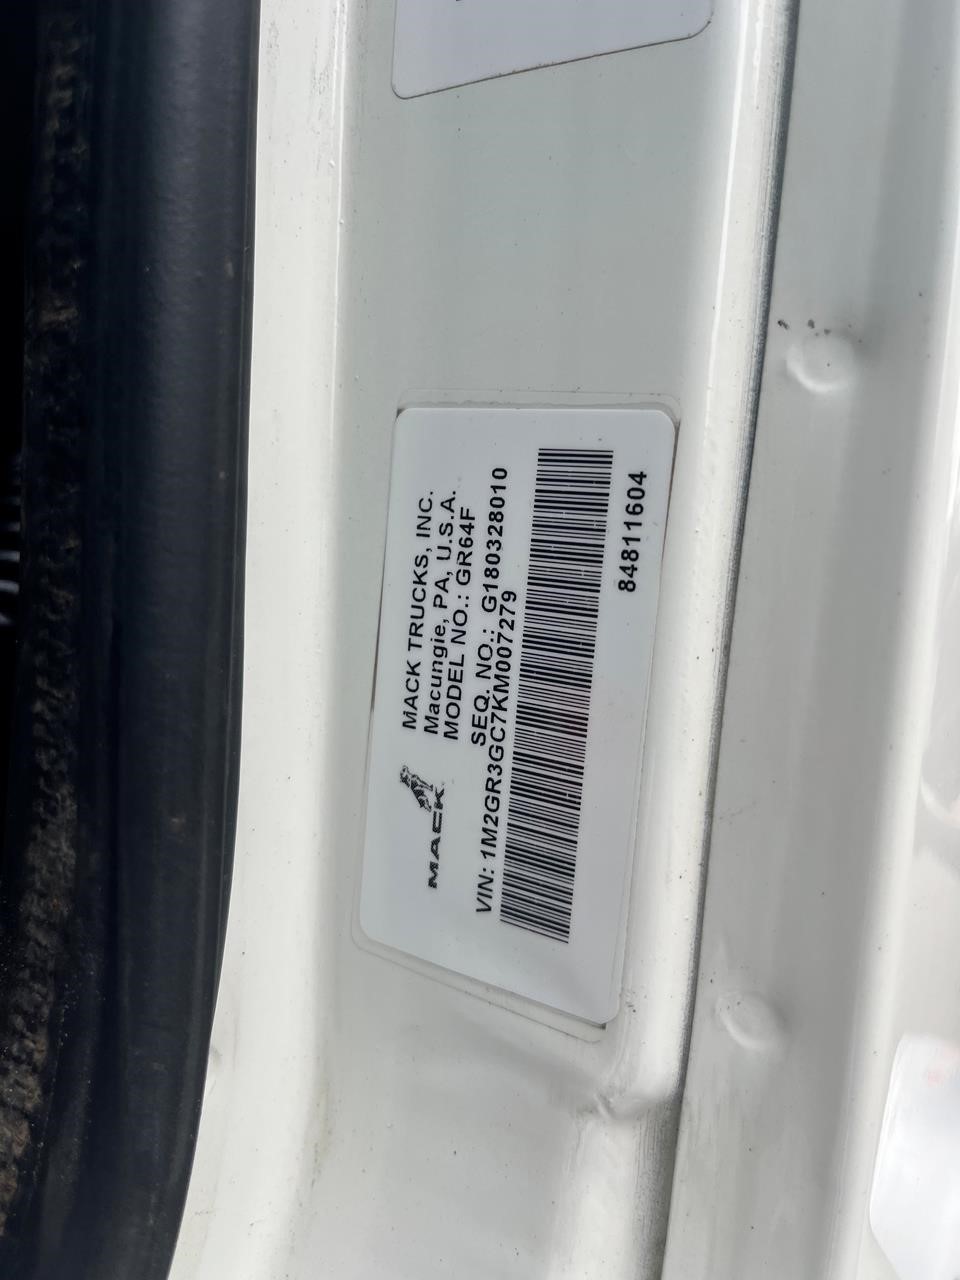 MACK TRUCKS, INC.
Macungie, PA, U.S.A.
MODEL NO.: GR64F
MACK
SEQ. NO.: G180328010
VIN: 1M2GR3GC7KM007279
84811604